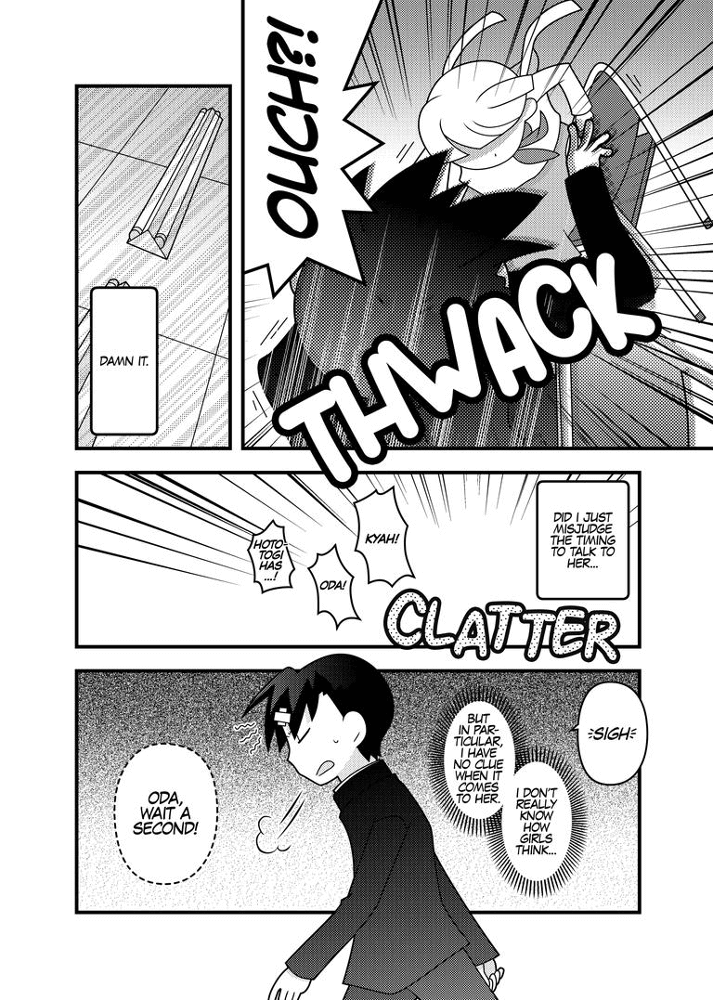 OUCH?!
THWACK
DAMN IT.
DID I JUST
MISJUDGE
THE TIMING
TO TALK TO
HER...
KYAH!
ODA!
HOTO-
TOGI
HAS
...!
CLATTER
SIGH
I DON'T
REALLY
KNOW
HOW
GIRLS
THINK...
BUT
IN PAR-
TICULAR,
I HAVE
NO CLUE
WHEN IT
COMES
TO HER.
ODA,
WAIT A
SECOND!